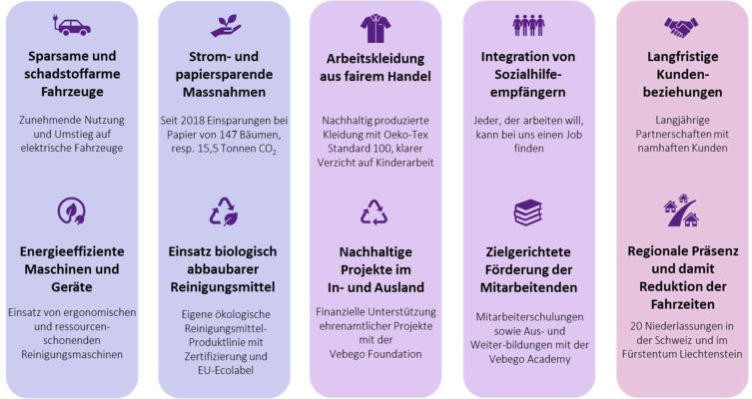 Sparsame und
schadstoffarme
Fahrzeuge
Zunehmende Nutzung
und Umstieg auf
elektrische Fahrzeuge
Energieeffiziente
Maschinen und
Geräte
Einsatz von ergonomischen
und ressourcen-
schonenden
Reinigungsmaschinen
Strom- und
papiersparende
Massnahmen
Seit 2018 Einsparungen bei
Papier von 147 Bäumen,
resp. 15,5 Tonnen CO₂
Einsatz biologisch
abbaubarer
Reinigungsmittel
Eigene ökologische
Reinigungsmittel-
Produktlinie mit
Zertifizierung und
EU-Ecolabel
Arbeitskleidung
aus fairem Handel
Nachhaltig produzierte
Kleidung mit Oeko-Tex
Standard 100, klarer
Verzicht auf Kinderarbeit
Nachhaltige
Projekte im
In- und Ausland
Finanzielle Unterstützung
ehrenamtlicher Projekte
mit der
Vebego Foundation
Integration von
Sozialhilfe-
empfängern
Jeder, der arbeiten will,
kann bei uns einen Job
finden
Zielgerichtete
Förderung der
Mitarbeitenden
Mitarbeiterschulungen
sowie Aus- und
Weiter-bildungen mit der
Vebego Academy
Langfristige
Kunden-
beziehungen
Langjährige
Partnerschaften mit
namhaften Kunden
Regionale Präsenz
und damit
Reduktion der
Fahrzeiten
20 Niederlassungen in
der Schweiz und im
Fürstentum Liechtenstein